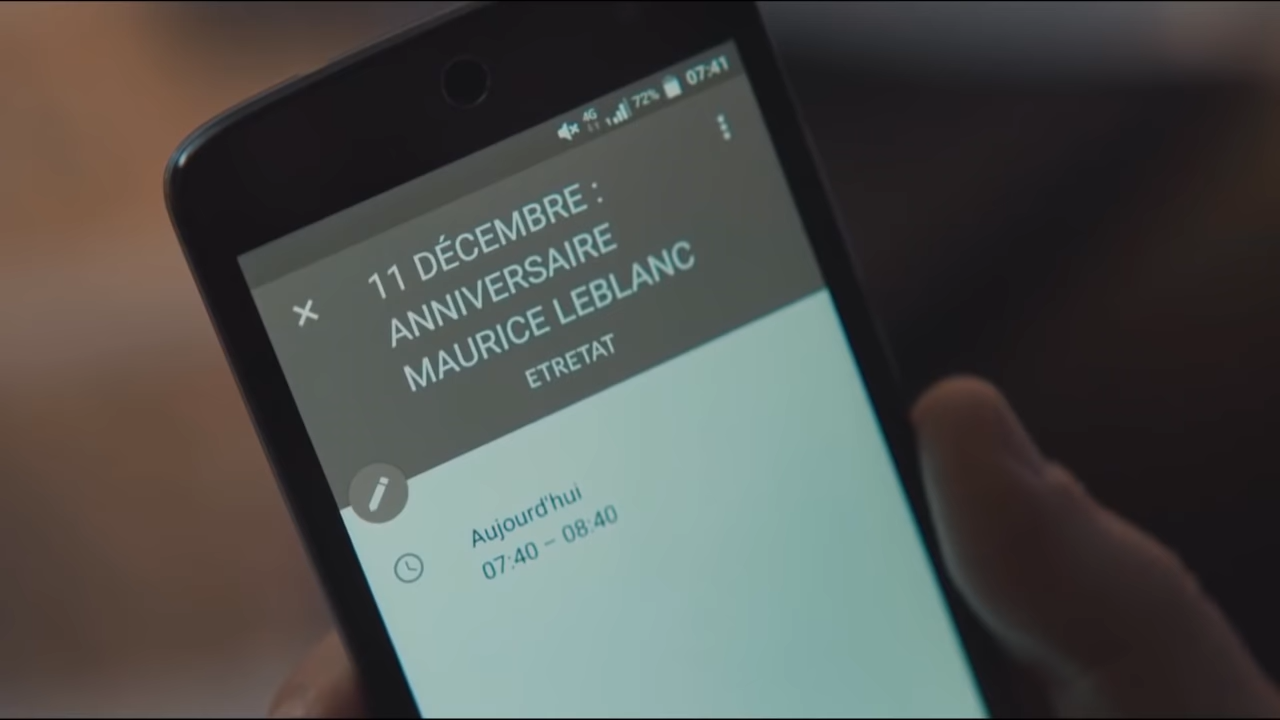 4G 72% 07:41
11 DÉCEMBRE :
ANNIVERSAIRE
MAURICE LEBLANC
ETRETAT
Aujourd'hui
07:40 – 08:40